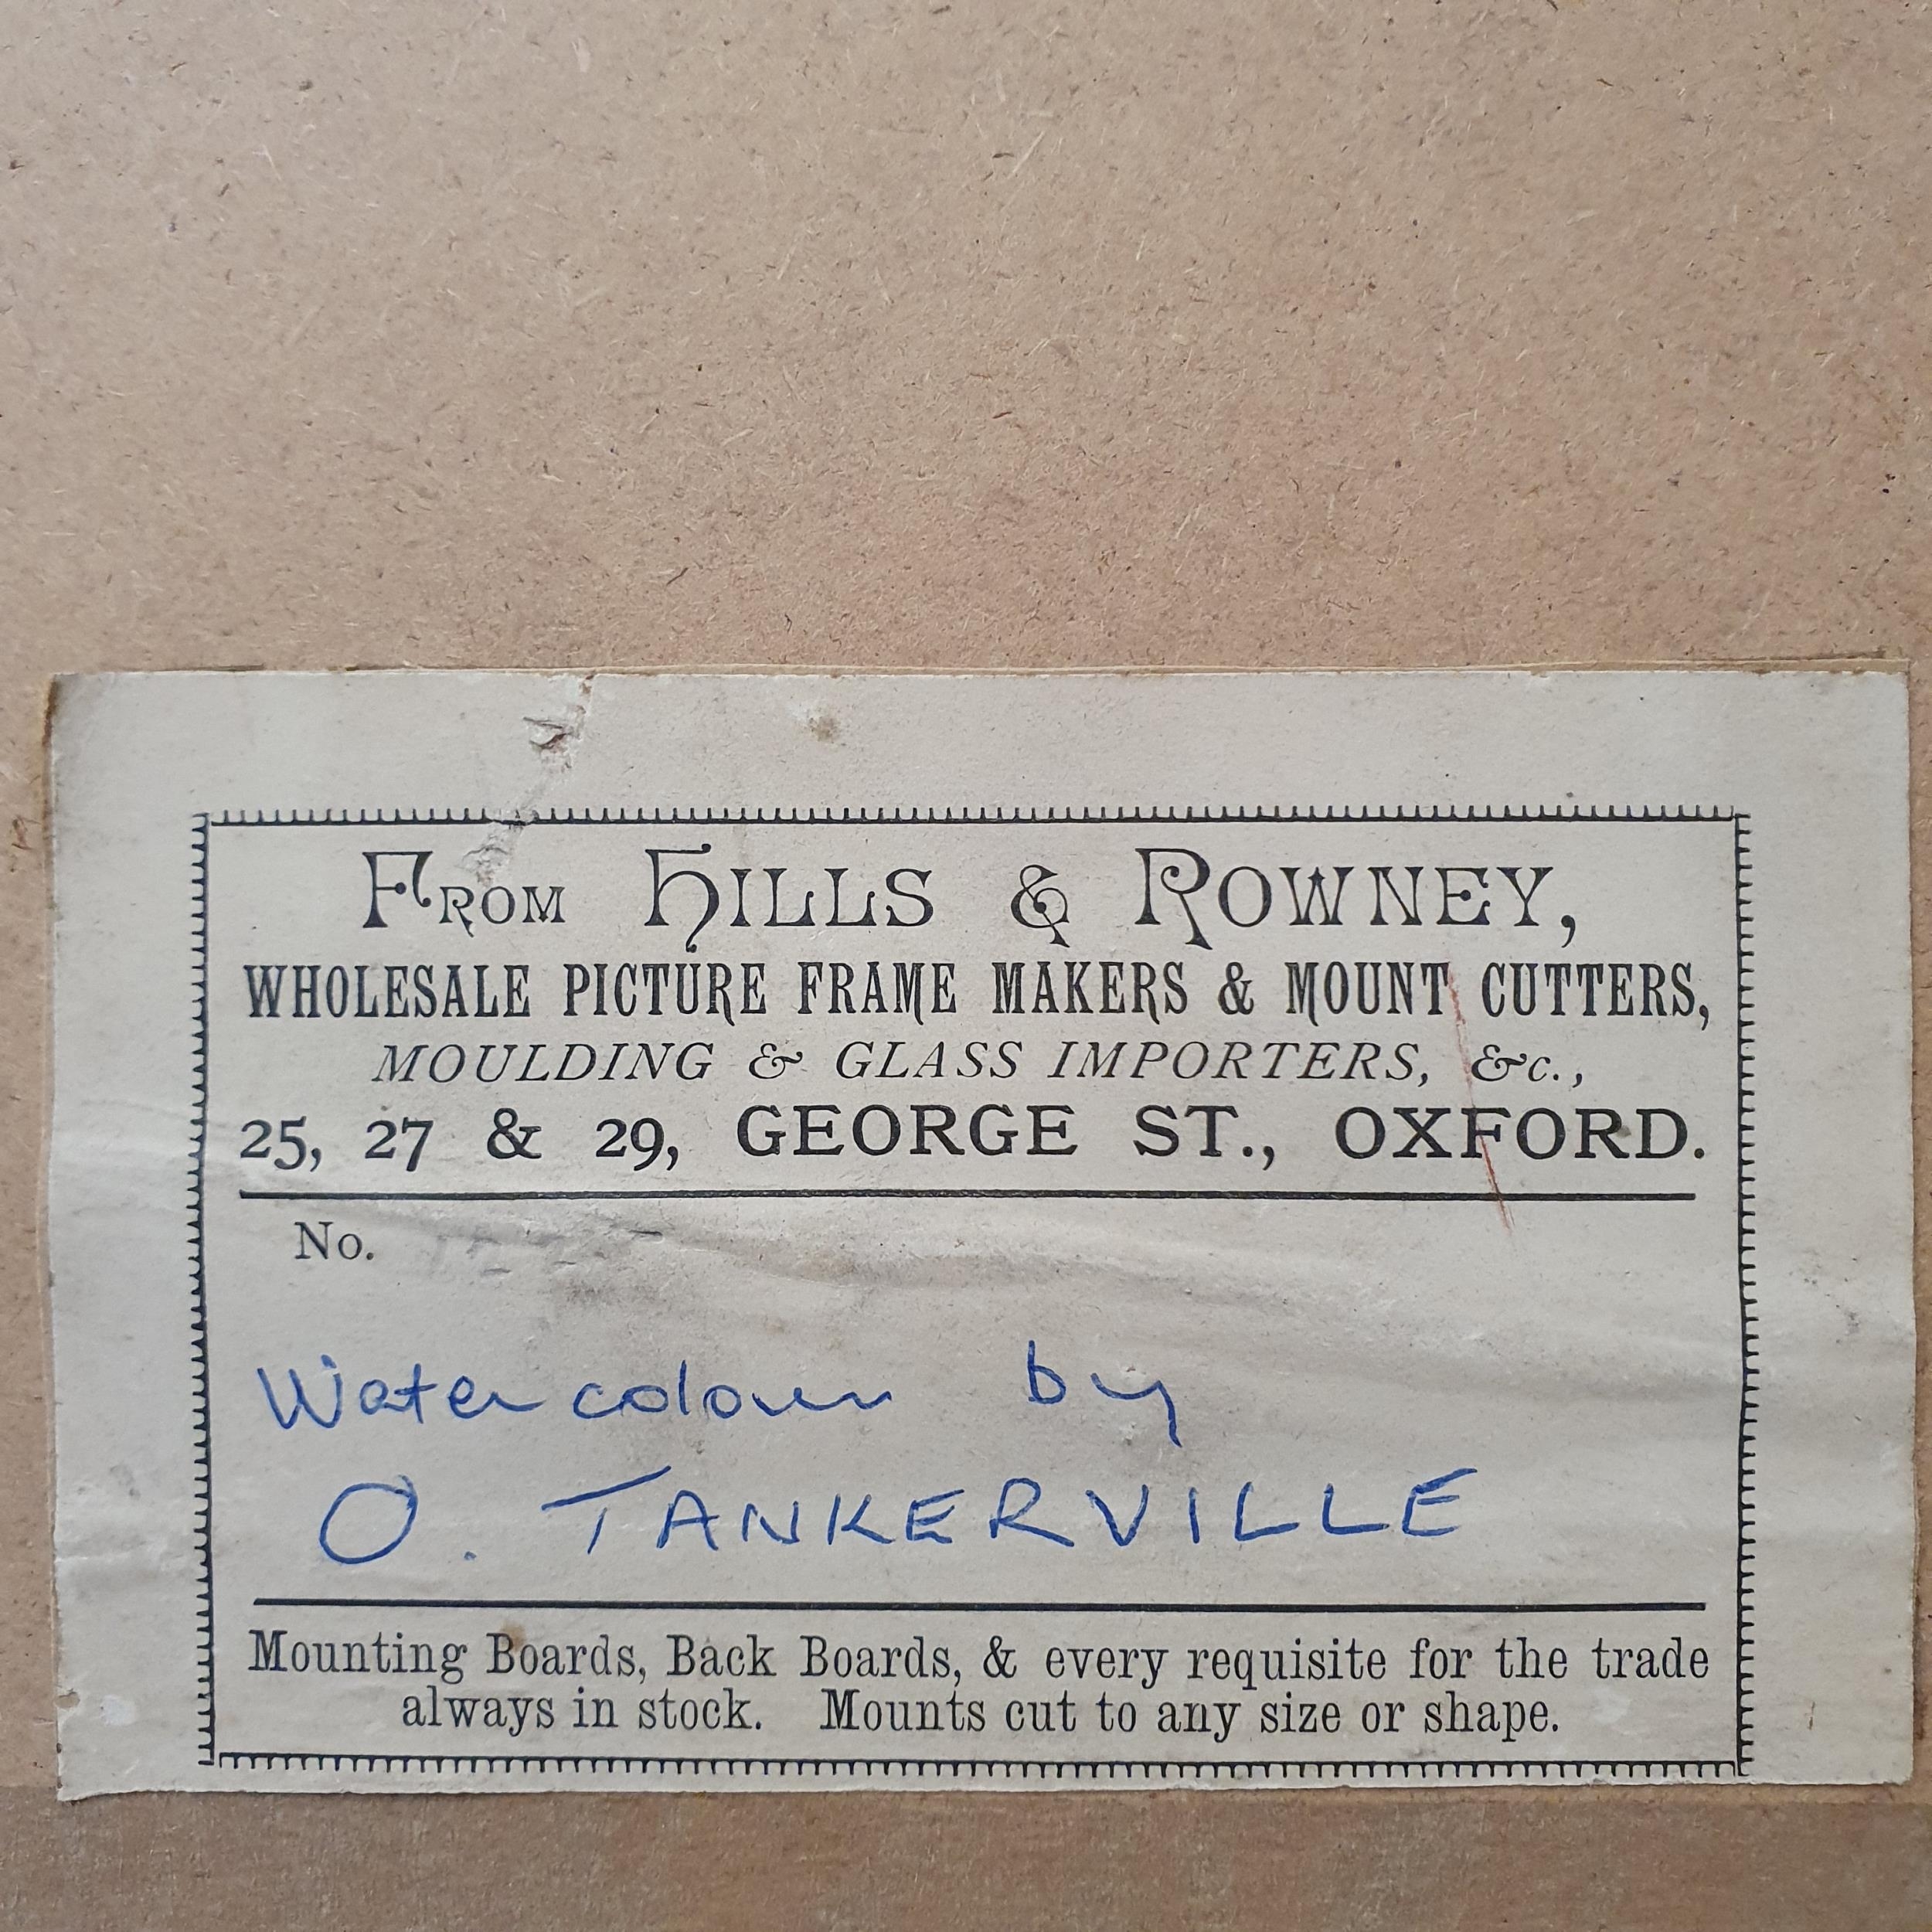 From Hills & Rowney,
WHOLESALE PICTURE FRAME MAKERS & MOUNT CUTTERS,
MOULDING & GLASS IMPORTERS, &c.,
25, 27 & 29, GEORGE ST., OXFORD.
No.
Watercolour by
O. TANKERVILLE
Mounting Boards, Back Boards, & every requisite for the trade
always in stock. Mounts cut to any size or shape.